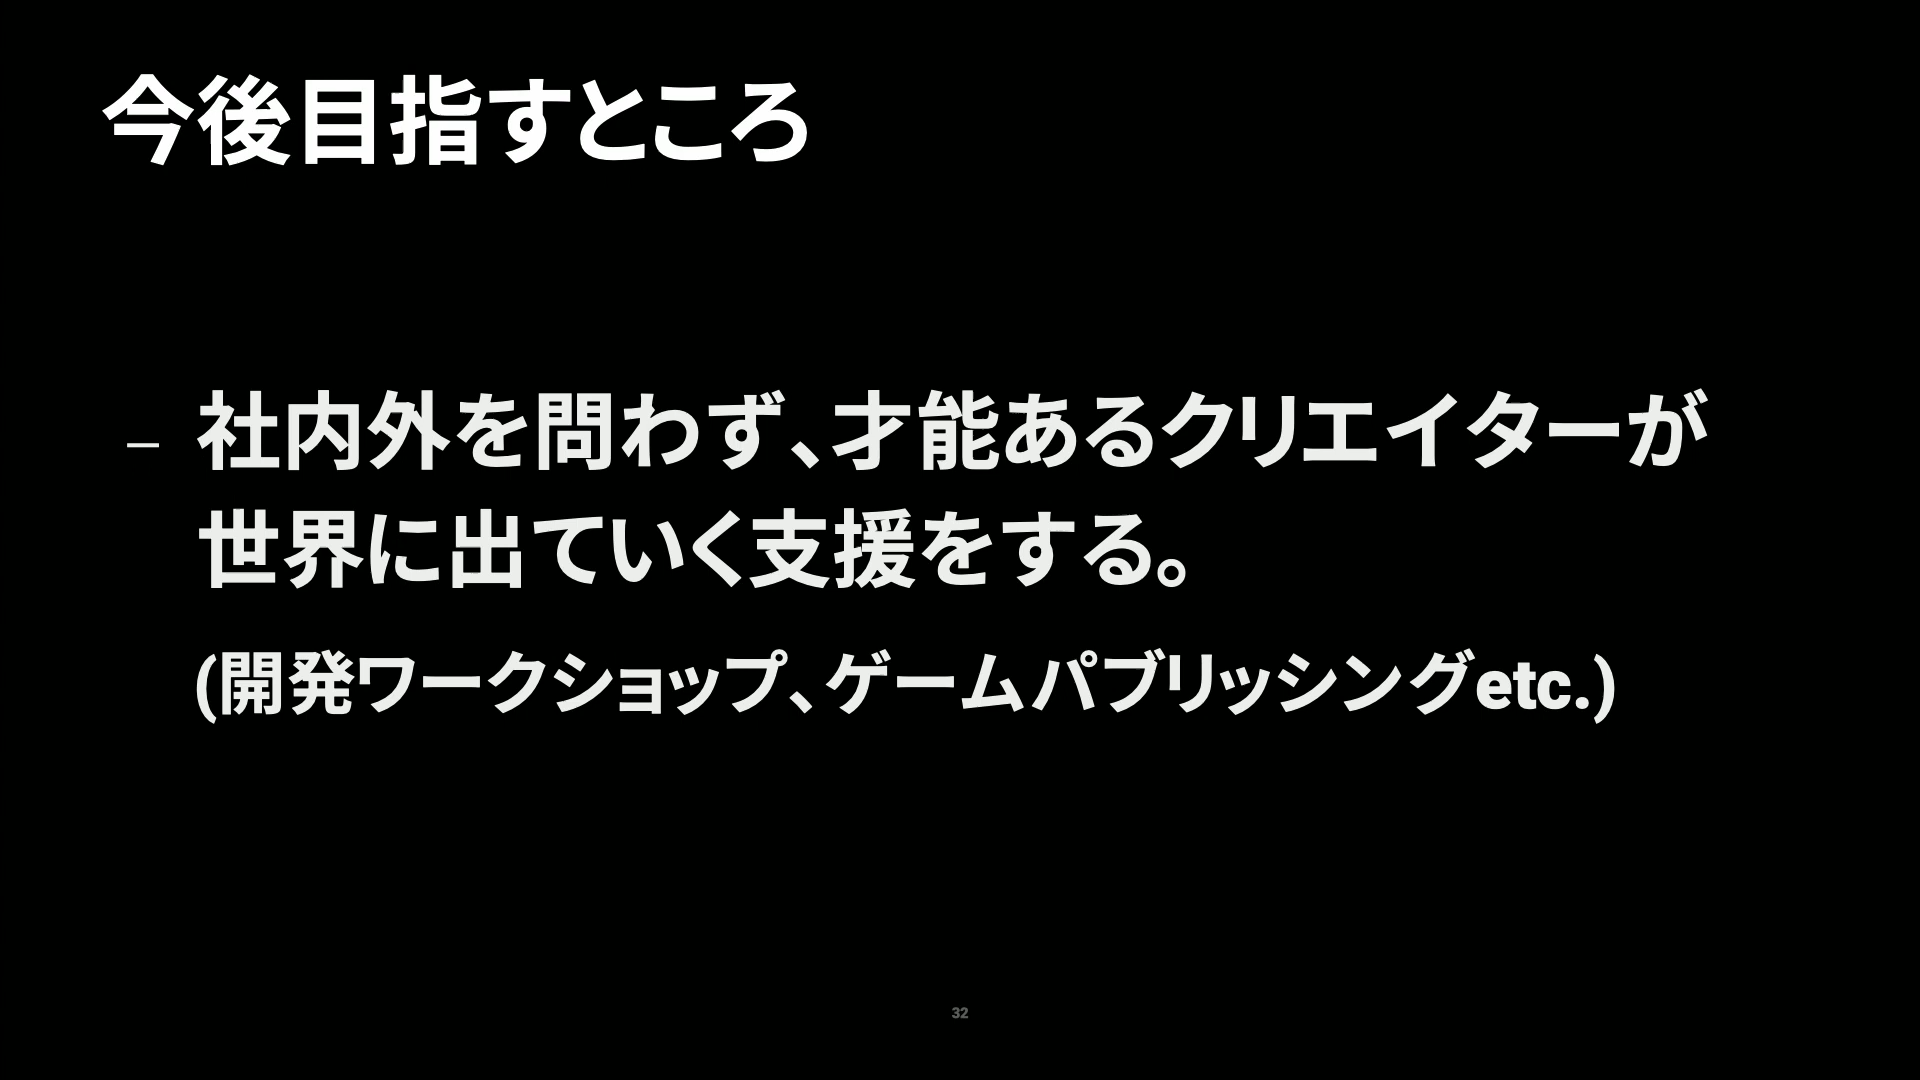 今後目指すところ
– 社内外を問わず、才能あるクリエイターが
世界に出ていく支援をする。
(開発ワークショップ、ゲームパブリッシングetc.)
32